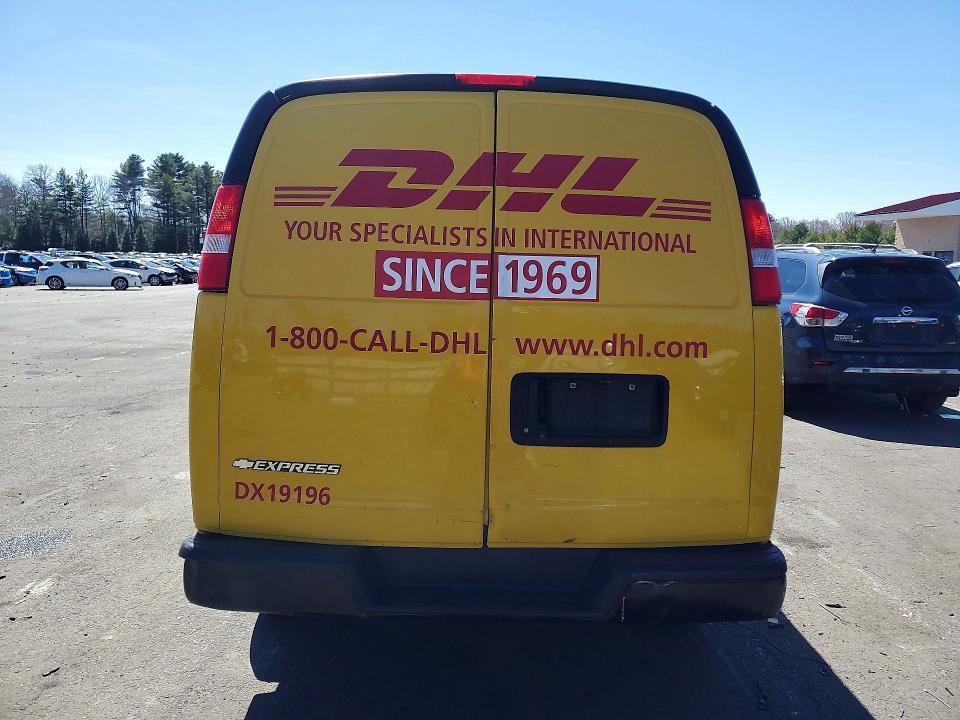 DHL
YOUR SPECIALISTS IN INTERNATIONAL
SINCE 1969
1-800-CALL-DHL www.dhl.com
EXPRESS
DX19196